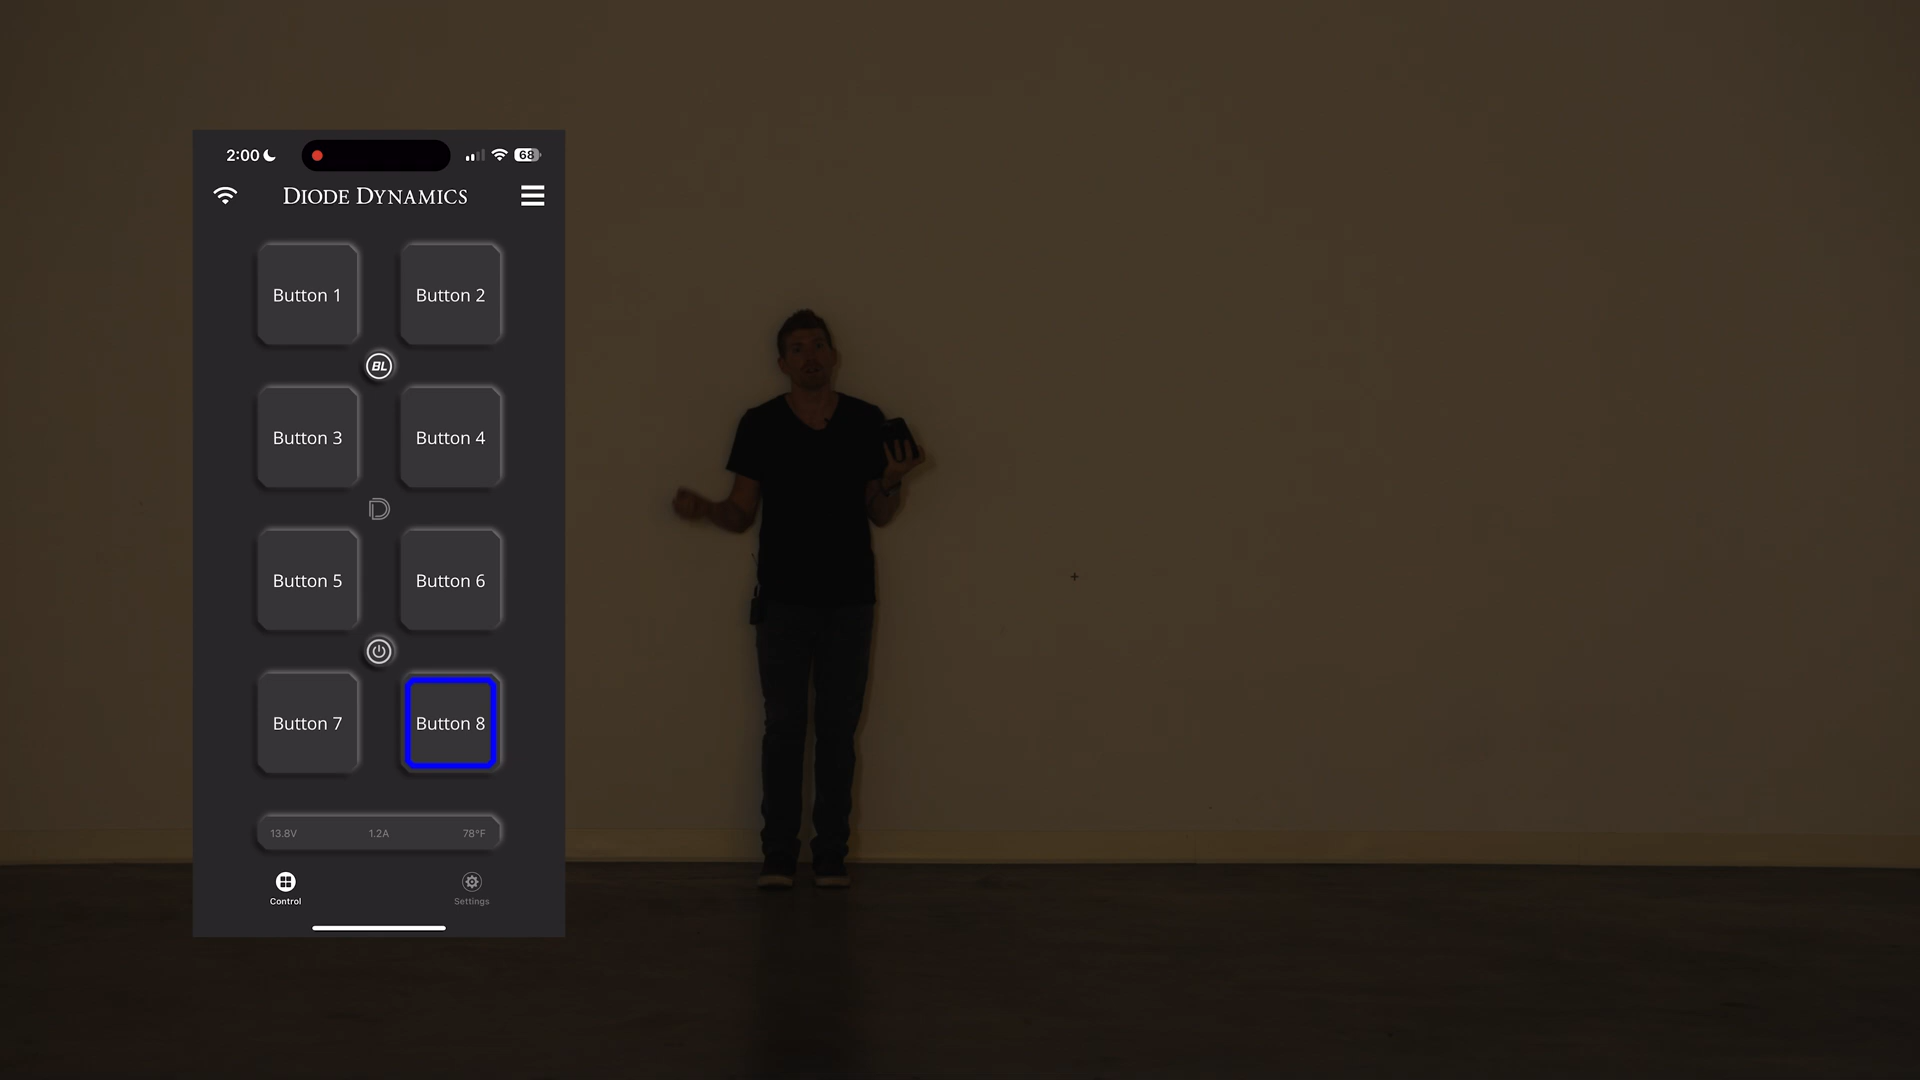 2:00 68
DIODE DYNAMICS
Button 1 Button 2
BL
Button 3 Button 4
D
Button 5 Button 6
Button 7 Button 8
13.8V 1.2A 78°F
Control Settings